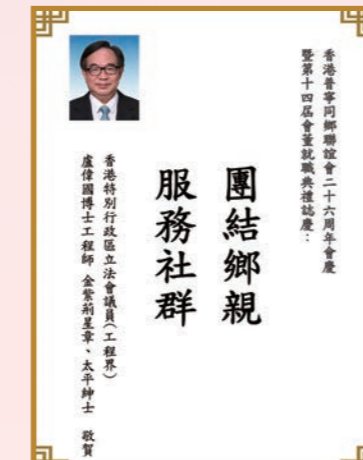 香港普寧同鄉聯誼會二十六周年會慶
暨第十四屆會董就職典禮誌慶：
團結鄉親
服務社群
香港特別行政區立法會議員（工程界）
盧偉國博士工程師 金紫荊星章、太平紳士 敬賀